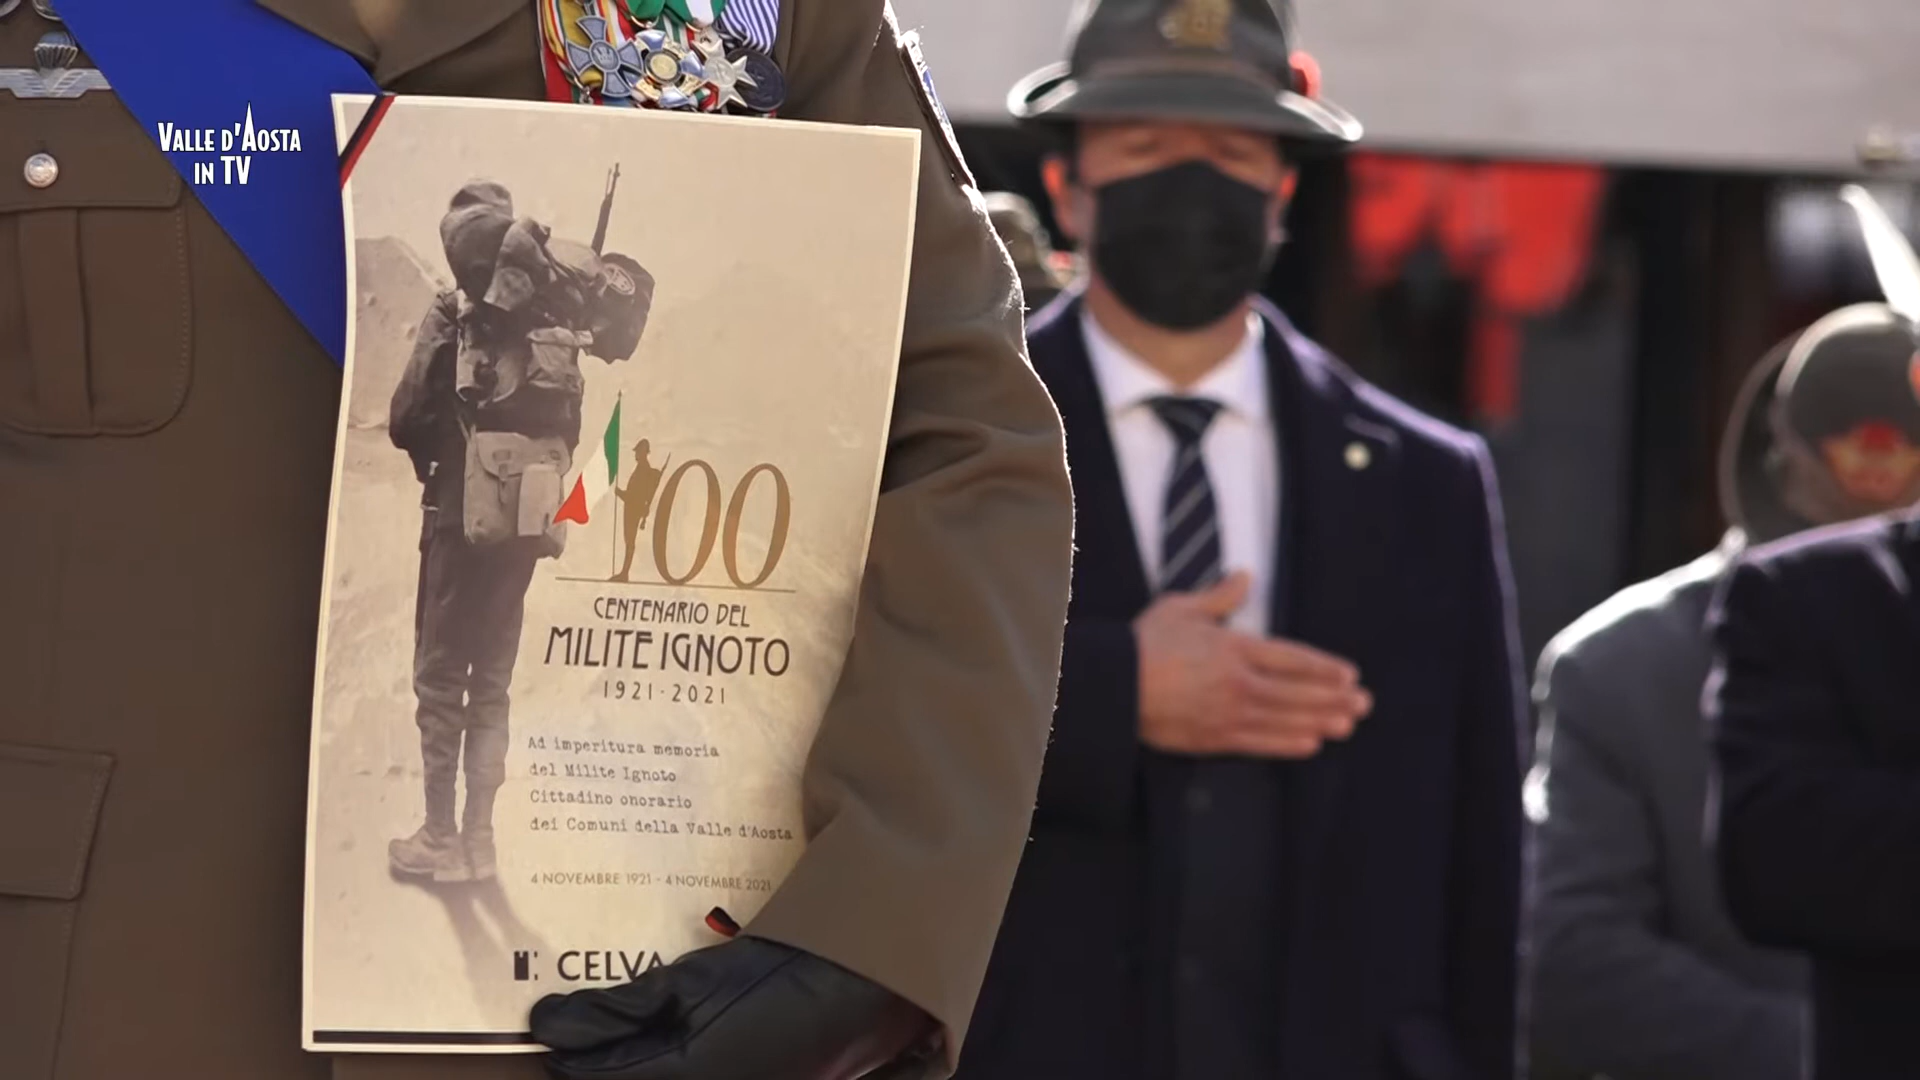 VALLE D'AOSTA
IN TV
100
CENTENARIO DEL
MILITE IGNOTO
1921-2021
Ad imperitura memoria
del Milite Ignoto
Cittadino onorario
dei Comuni della Valle d'Aosta
4 NOVEMBRE 1921 - 4 NOVEMBRE 2021
CELVA